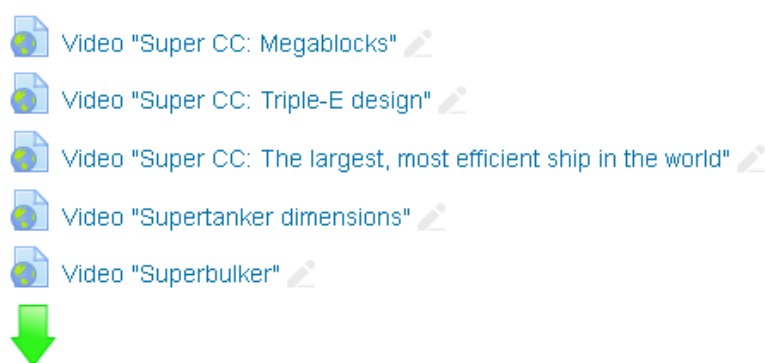 Video "Super CC: Megablocks"
Video "Super CC: Triple-E design"
Video "Super CC: The largest, most efficient ship in the world"
Video "Supertanker dimensions"
Video "Superbulker"